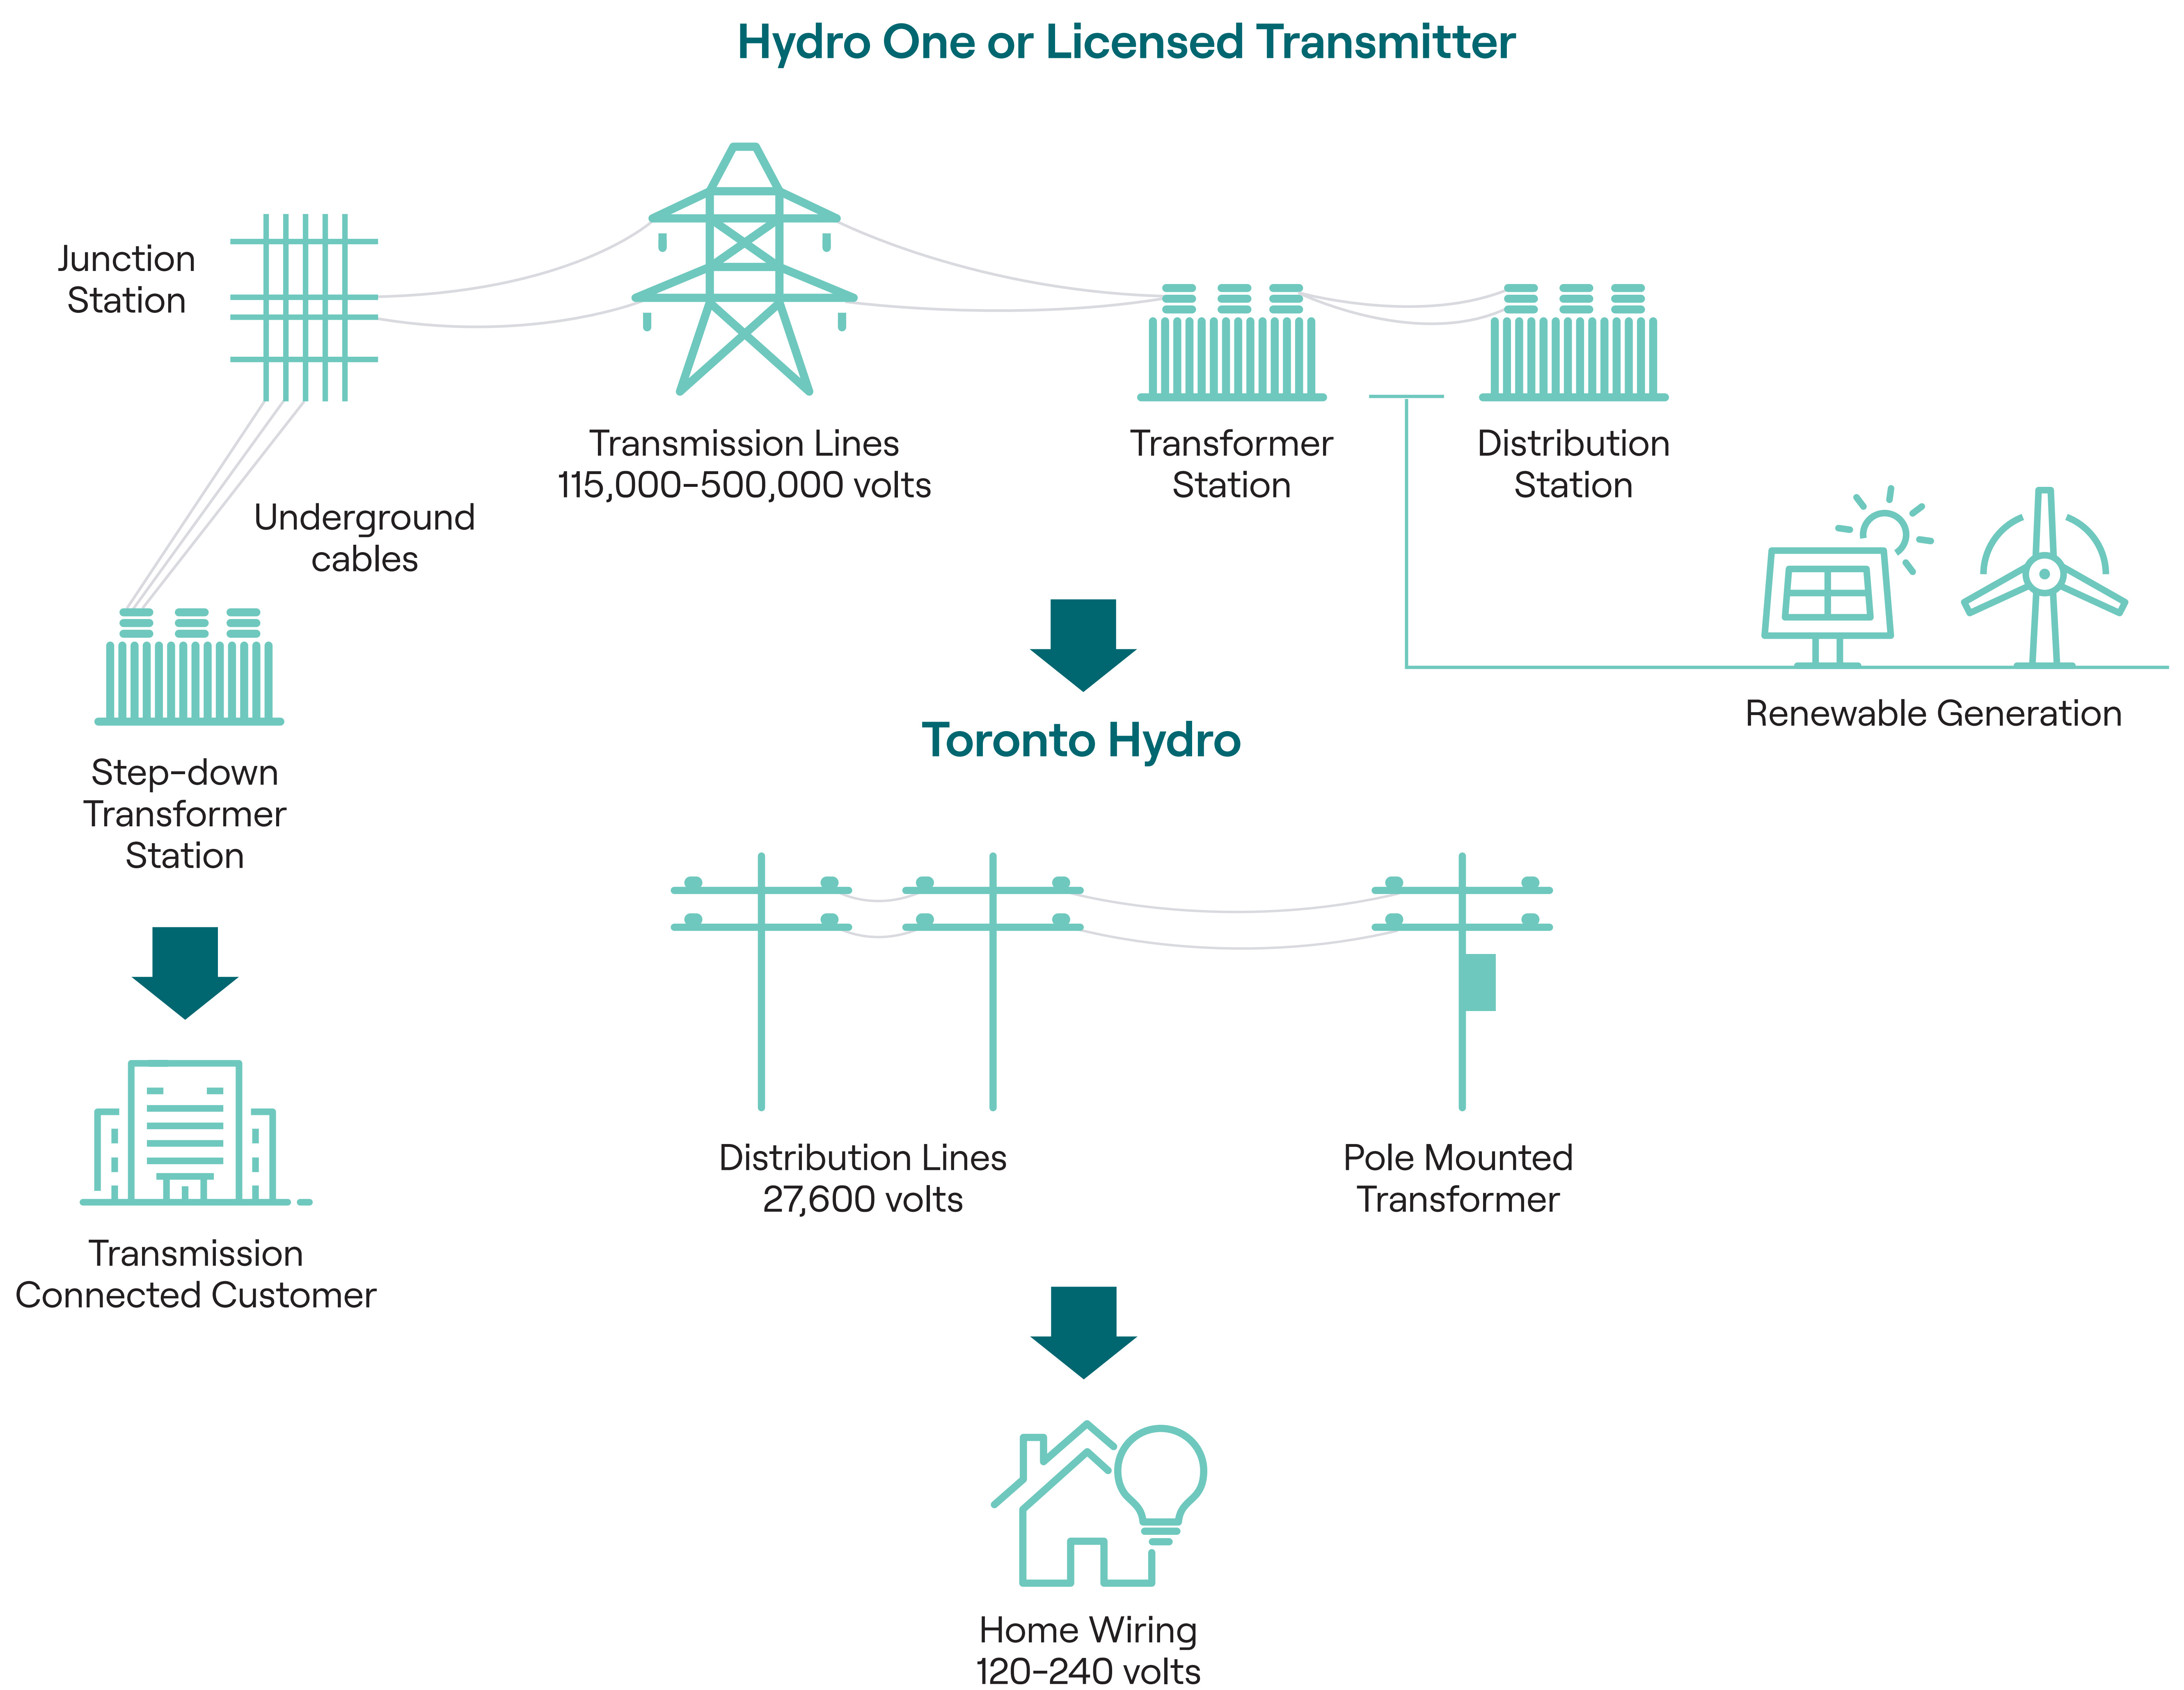 Hydro One or Licensed Transmitter
Junction
Station
Transmission Lines
115,000–500,000 volts
Transformer
Station
Distribution
Station
Underground
cables
Renewable Generation
Step-down
Transformer
Station
Toronto Hydro
Transmission
Connected Customer
Distribution Lines
27,600 volts
Pole Mounted
Transformer
Home Wiring
120–240 volts